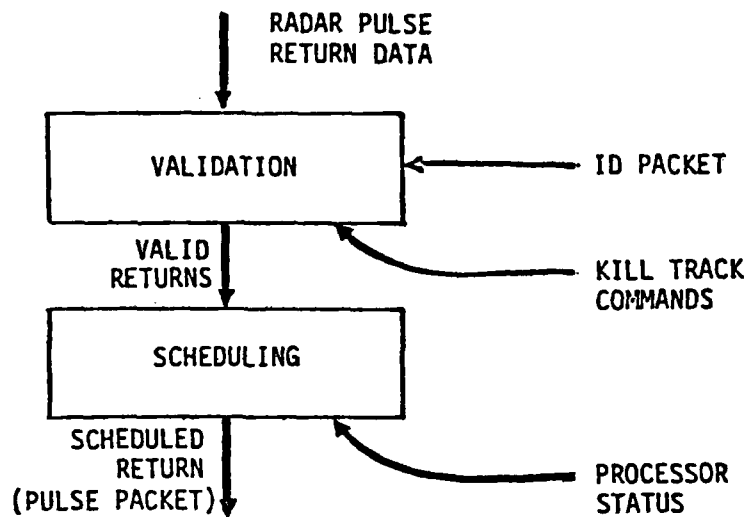 RADAR PULSE
RETURN DATA
VALIDATION
ID PACKET
VALID
RETURNS
KILL TRACK
COMMANDS
SCHEDULING
SCHEDULED
RETURN
(PULSE PACKET)
PROCESSOR
STATUS